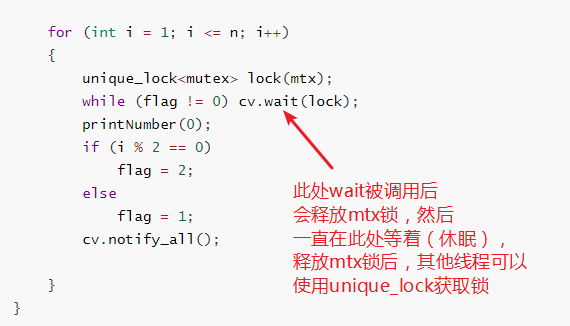 for (int i = 1; i <= n; i++)
{
unique_lock<mutex> lock(mtx);
while (flag != 0) cv.wait(lock);
printNumber(0);
if (i % 2 == 0)
flag = 2;
else
flag = 1;
cv.notify_all();
}
}
此处wait被调用后
会释放mtx锁，然后
一直在此处等着（休眠），
释放mtx锁后，其他线程可以
使用unique_lock获取锁